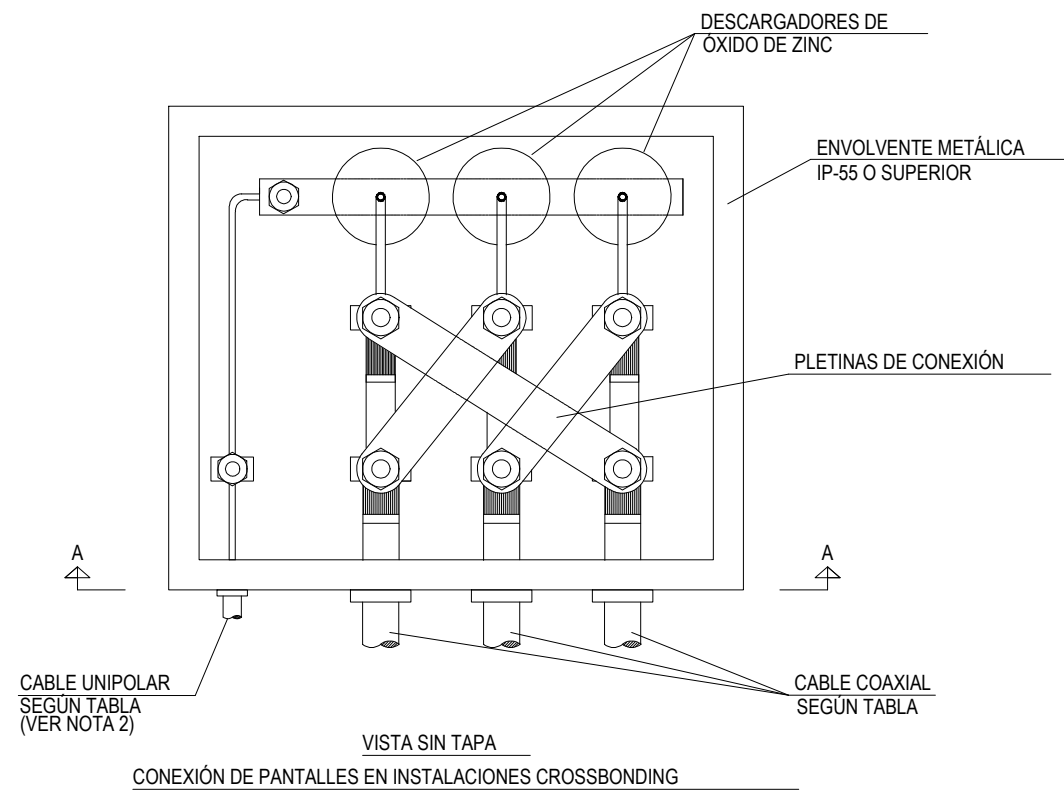 DESCARGADORES DE
ÓXIDO DE ZINC
ENVOLVENTE METÁLICA
IP-55 O SUPERIOR
PLETINAS DE CONEXIÓN
A
A
CABLE UNIPOLAR
SEGÚN TABLA
(VER NOTA 2)
CABLE COAXIAL
SEGÚN TABLA
VISTA SIN TAPA
CONEXIÓN DE PANTALLES EN INSTALACIONES CROSSBONDING